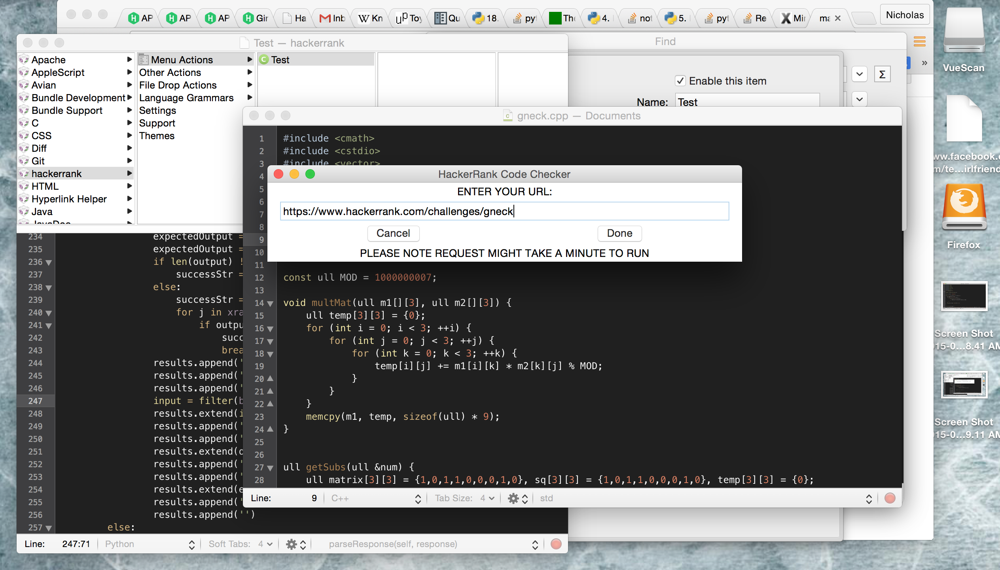 AP
AP
AP
Gir
Ha
Inb
Kn
Toy
Qu
18.
pyt
The
4.
not
5.
pyt
Re
Mir
ma
Nicholas
Test — hackerrank
Find
Apache
AppleScript
Avian
Bundle Development
Bundle Support
C
CSS
Diff
Git
hackerrank
HTML
Hyperlink Helper
Java
JavaDoc
Menu Actions
Other Actions
File Drop Actions
Language Grammars
Settings
Support
Themes
Test
Enable this item
Name: Test
Σ
»
gneck.cpp — Documents
1 #include <cmath>
2 #include <cstdio>
3 #include <vector>
4
5
6
7
8
9
10
11
HackerRank Code Checker
ENTER YOUR URL:
https://www.hackerrank.com/challenges/gneck
Cancel Done
PLEASE NOTE REQUEST MIGHT TAKE A MINUTE TO RUN
12 const ull MOD = 1000000007;
13
14 void multMat(ull m1[][3], ull m2[][3]) {
15 ull temp[3][3] = {0};
16 for (int i = 0; i < 3; ++i) {
17 for (int j = 0; j < 3; ++j) {
18 for (int k = 0; k < 3; ++k) {
19 temp[i][j] += m1[i][k] * m2[k][j] % MOD;
20 }
21 }
22 }
23 memcpy(m1, temp, sizeof(ull) * 9);
24 }
25
26
27 ull getSubs(ull &num) {
28 ull matrix[3][3] = {1,0,1,1,0,0,0,1,0}, sq[3][3] = {1,0,1,1,0,0,0,1,0}, temp[3][3] = {0};
Line: 9 C++ Tab Size: 4 std
234 expectedOutput =
235 expectedOutput =
236 if len(output) !
237 successStr =
238 else:
239 successStr =
240 for j in xra
241 if outpu
242 succ
243 brea
244 results.append('
245 results.append('
246 results.append('
247 input = filter(b
248 results.extend(i
249 results.append('
250 results.append('
251 results.extend(o
252 results.append('
253 results.append('
254 results.extend(e
255 results.append('
256 results.append('')
257 else:
Line: 247:71 Python Soft Tabs: 4 parseResponse(self, response)
VueScan
ww.facebook.c
m/te...irlfriend
Firefox
Screen Shot
015-0...8.41 AM
Screen Shot
015-0...9.11 AM